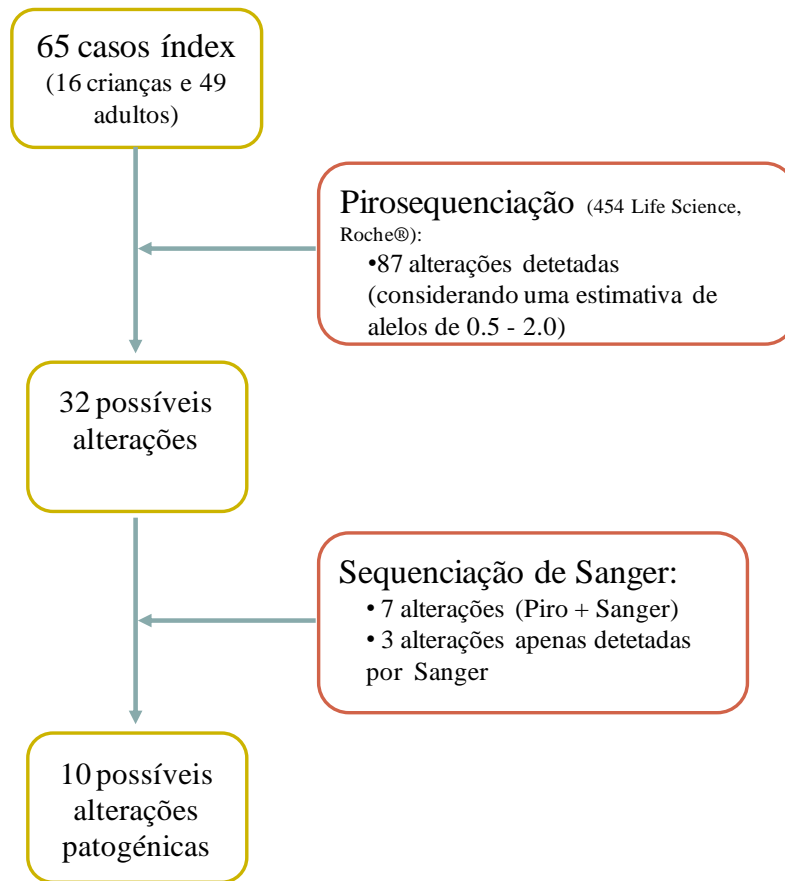 65 casos índex
(16 crianças e 49
adultos)
Pirosequenciação (454 Life Science,
Roche®):
•87 alterações detetadas
(considerando uma estimativa de
alelos de 0.5 - 2.0)
32 possíveis
alterações
Sequenciação de Sanger:
• 7 alterações (Piro + Sanger)
• 3 alterações apenas detetadas
por Sanger
10 possíveis
alterações
patogénicas